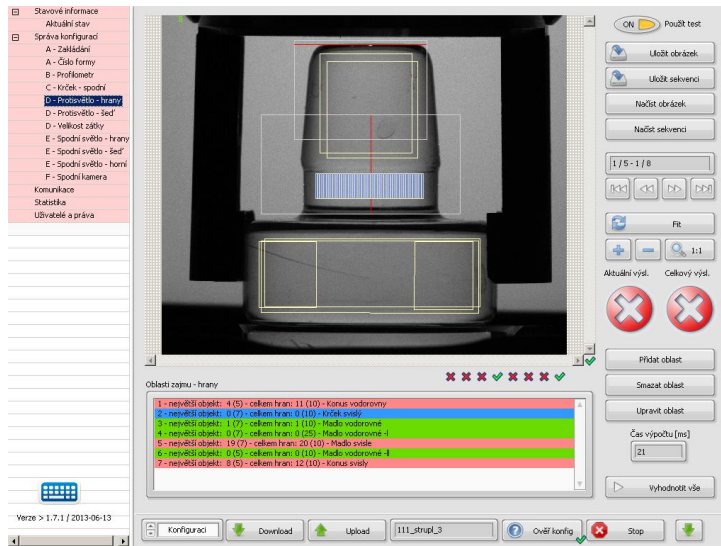 Stavové informace
Aktuální stav
Správa konfigurací
A - Zakládání
A - Číslo formy
B - Profilometr
C - Krček - spodní
D - Protisvětlo - hrany
D - Protisvětlo - šeď
D - Velikost zátky
E - Spodní světlo - hrany
E - Spodní světlo - šeď
E - Spodní světlo - horní
F - Spodní kamera
Komunikace
Statistika
Uživatelé a práva
Verze > 1.7.1 / 2013-06-13
Oblasti zajmu - hrany
1 - největší objekt: 4 (5) - celkem hran: 11 (10) - Konus vodorovny
2 - největší objekt: 0 (7) - celkem hran: 0 (10) - Krček svislý
3 - největší objekt: 1 (7) - celkem hran: 1 (10) - Madlo vodorovné
4 - největší objekt: 0 (7) - celkem hran: 0 (25) - Madlo vodorovné -I
5 - největší objekt: 19 (7) - celkem hran: 20 (10) - Madlo svisle
6 - největší objekt: 0 (5) - celkem hran: 0 (10) - Madlo vodorovné -II
7 - největší objekt: 8 (5) - celkem hran: 12 (10) - Konus svisly
Konfiguraci
Download
Upload
111_strupl_3
Ověř konfig
Stop
ON
Použít test
Uložit obrázek
Uložit sekvenci
Načíst obrázek
Načíst sekvenci
1 / 5 - 1 / 8
Fit
1:1
Aktuální výsl. Celkový výsl.
Přidat oblast
Smazat oblast
Upravit oblast
Čas výpočtu [ms]
21
Vyhodnotit vše